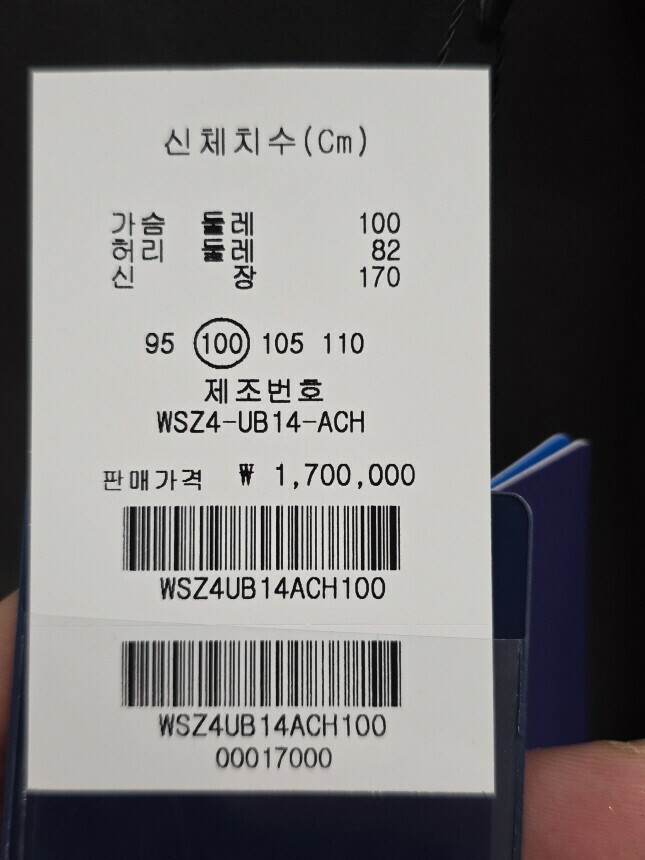 신체치수(Cm)
가슴 둘레 100
허리 둘레 82
신 장 170
95 100 105 110
제조번호
WSZ4-UB14-ACH
판매가격 ₩ 1,700,000
WSZ4UB14ACH100
WSZ4UB14ACH100
00017000